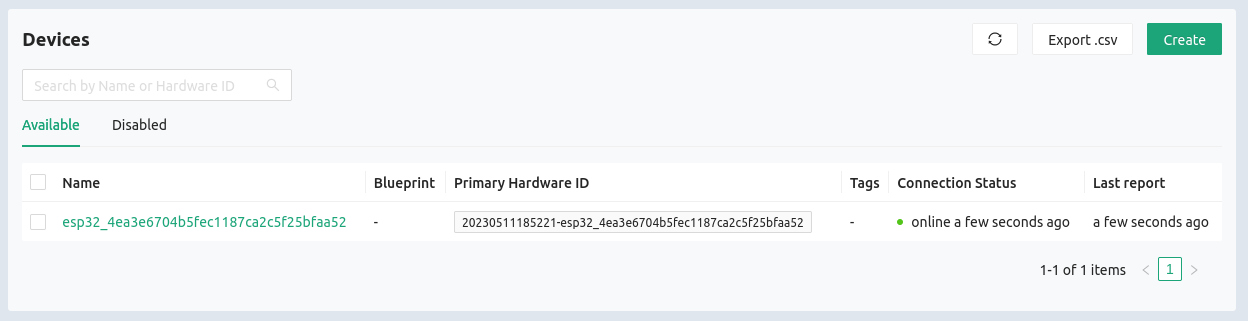 Devices
Export .csv
Create
Search by Name or Hardware ID
Available Disabled
Name Blueprint Primary Hardware ID Tags Connection Status Last report
esp32_4ea3e6704b5fec1187ca2c5f25bfaa52 - 20230511185221-esp32_4ea3e6704b5fec1187ca2c5f25bfaa52 - online a few seconds ago a few seconds ago
1-1 of 1 items < 1 >